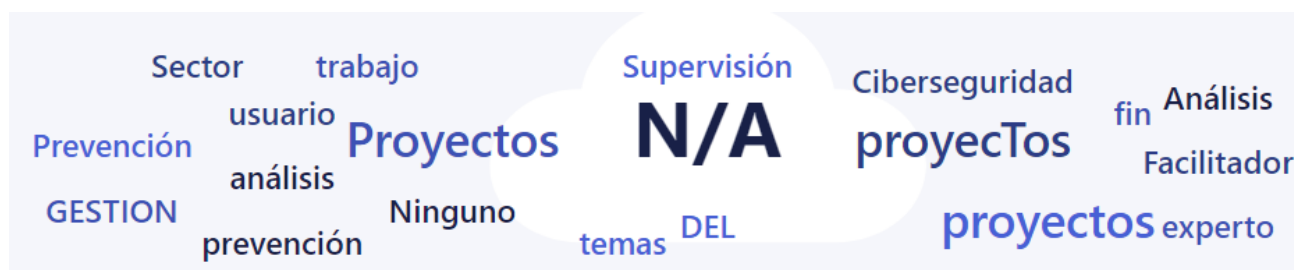 Sector trabajo Supervisión Ciberseguridad Análisis
usuario N/A fin
Prevención Proyectos proyecTos
análisis Facilitador
GESTION Ninguno DEL proyectos experto
prevención temas